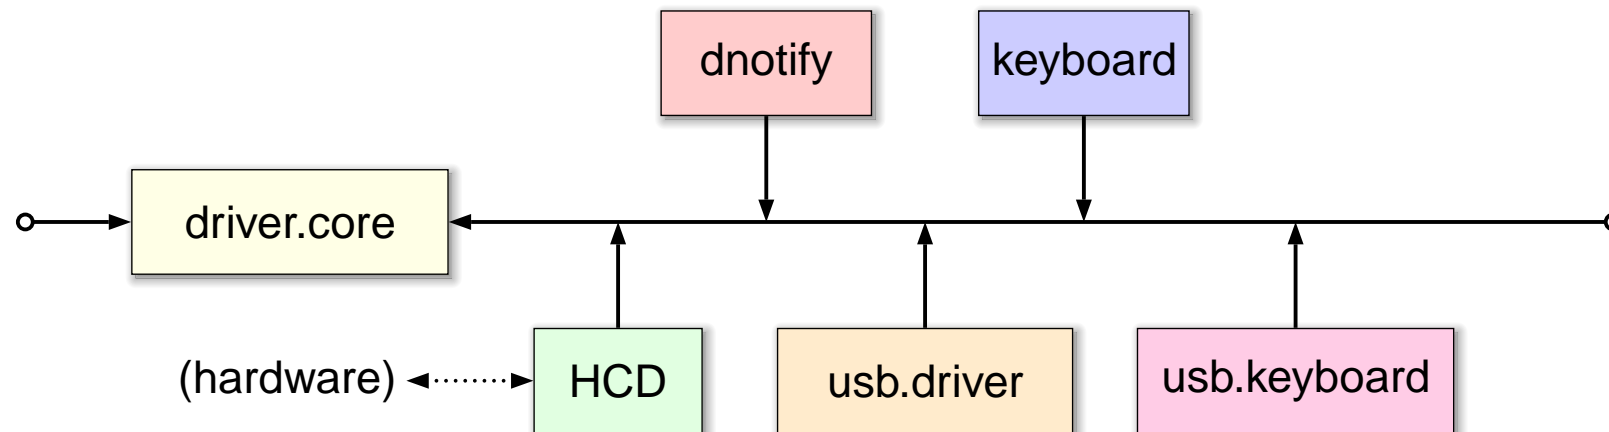 dnotify
keyboard
driver.core
(hardware)
HCD
usb.driver
usb.keyboard